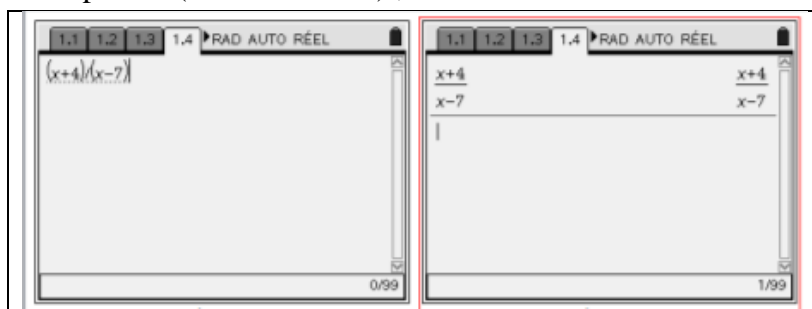 1.1 1.2 1.3 1.4 RAD AUTO RÉEL
(x+4)/(x−7)
0/99
1.1 1.2 1.3 1.4 RAD AUTO RÉEL
x+4 x+4
x−7 x−7
1/99